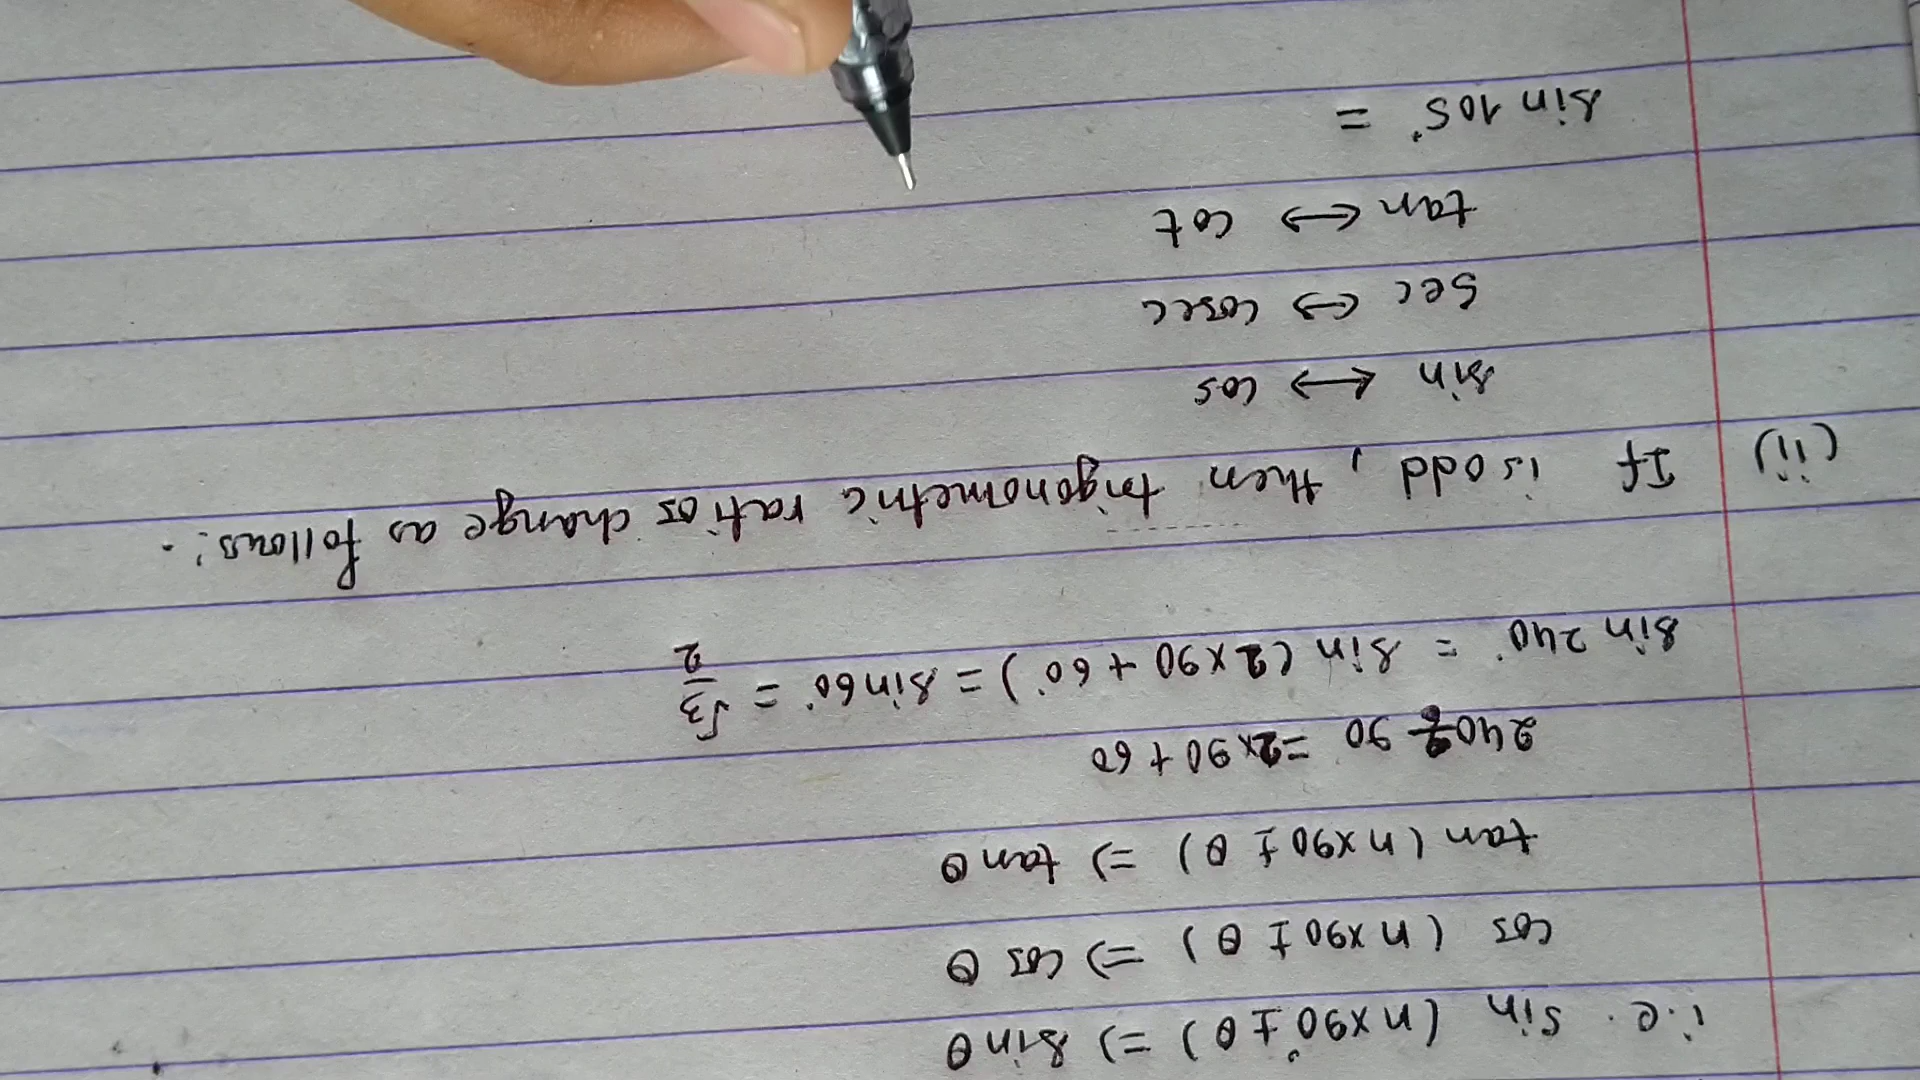 i.e. sin (n×90° ± θ) => sin θ
cos (n×90 ± θ) => cos θ
tan (n×90 ± θ) => tan θ
90 = 2×90 + 60
sin 240° = sin (2×90 + 60°) = sin 60° = √3/2
(ii) If is odd, then trigonometric ratios change as follows:-
sin ↔ cos
Sec ↔ cosec
tan ↔ cot
sin 105° =